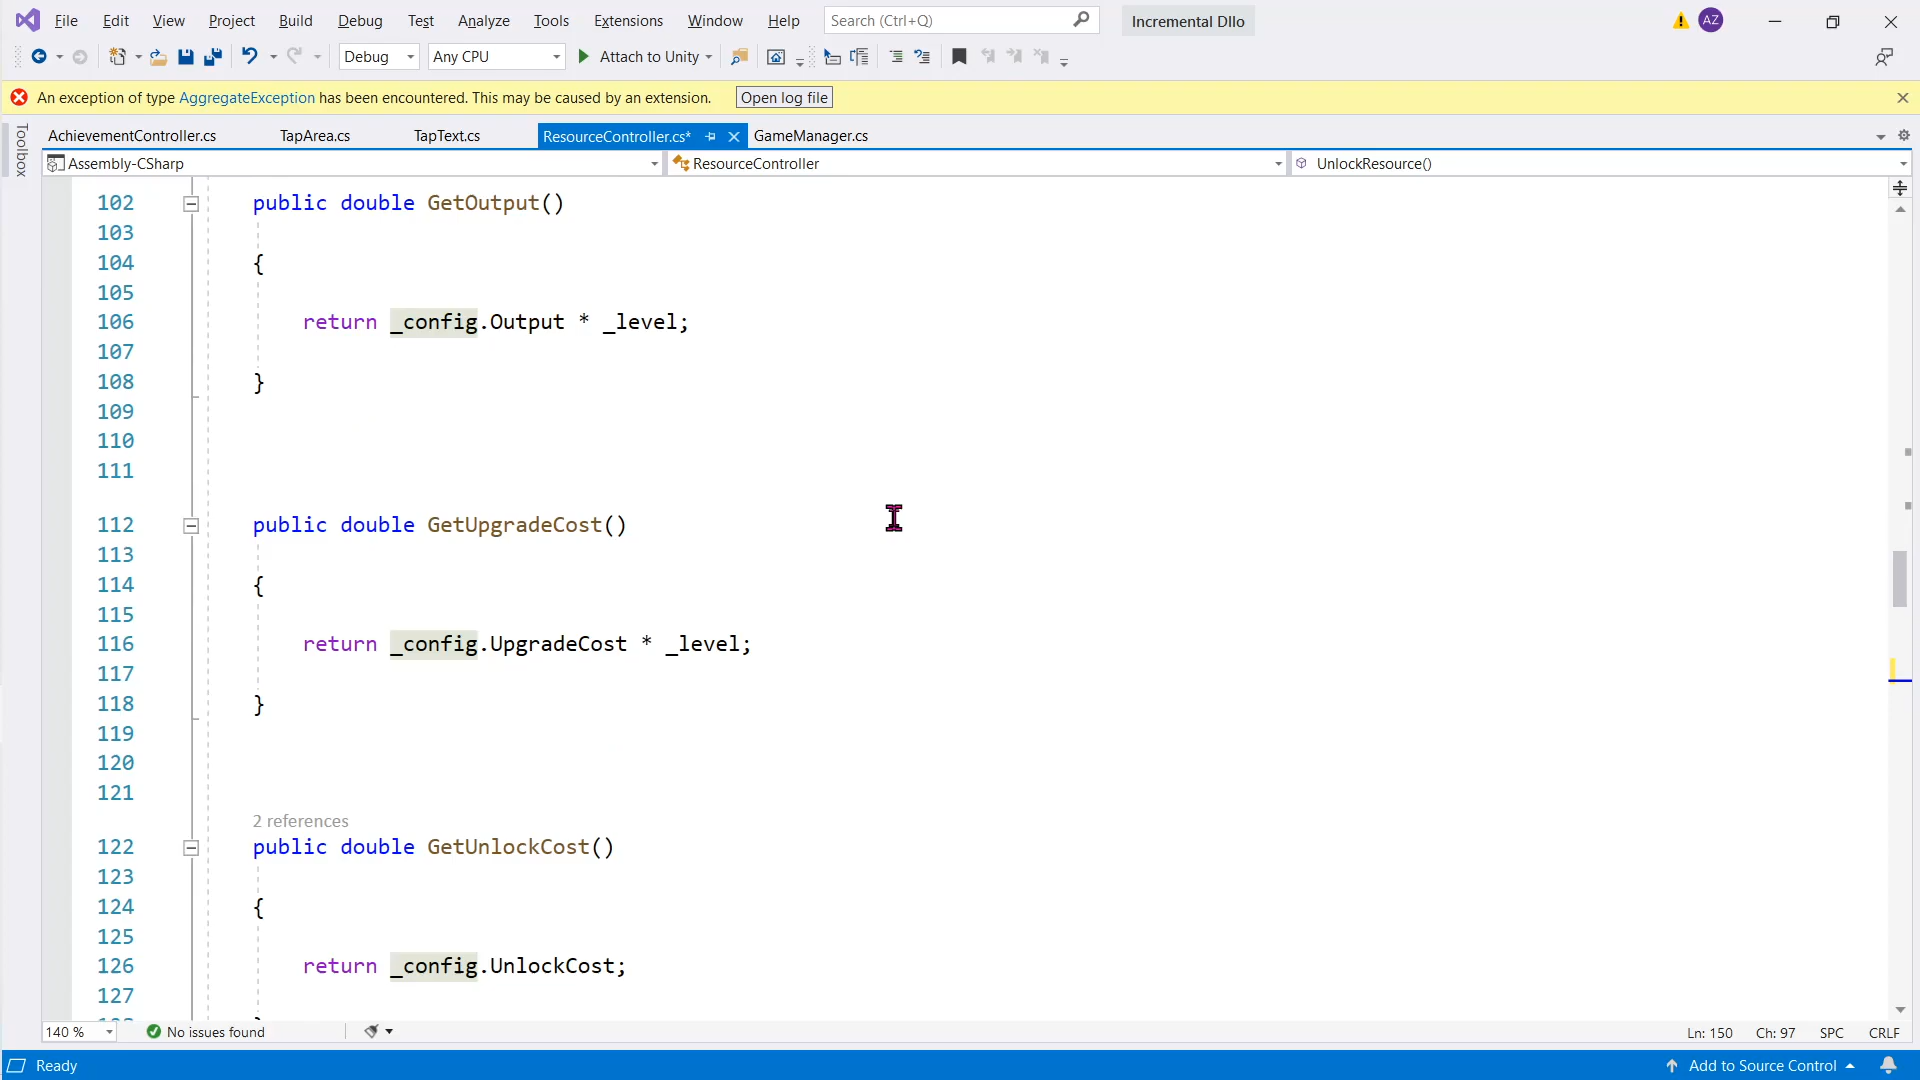 File Edit View Project Build Debug Test Analyze Tools Extensions Window Help Search (Ctrl+Q) Incremental Dllo AZ
Debug Any CPU Attach to Unity
An exception of type AggregateException has been encountered. This may be caused by an extension. Open log file
Toolbox
AchievementController.cs TapArea.cs TapText.cs ResourceController.cs* GameManager.cs
Assembly-CSharp ResourceController UnlockResource()
102 public double GetOutput()
103
104 {
105
106 return _config.Output * _level;
107
108 }
109
110
111
112 public double GetUpgradeCost()
113
114 {
115
116 return _config.UpgradeCost * _level;
117
118 }
119
120
121
2 references
122 public double GetUnlockCost()
123
124 {
125
126 return _config.UnlockCost;
127
140 % No issues found Ln: 150 Ch: 97 SPC CRLF
Ready Add to Source Control